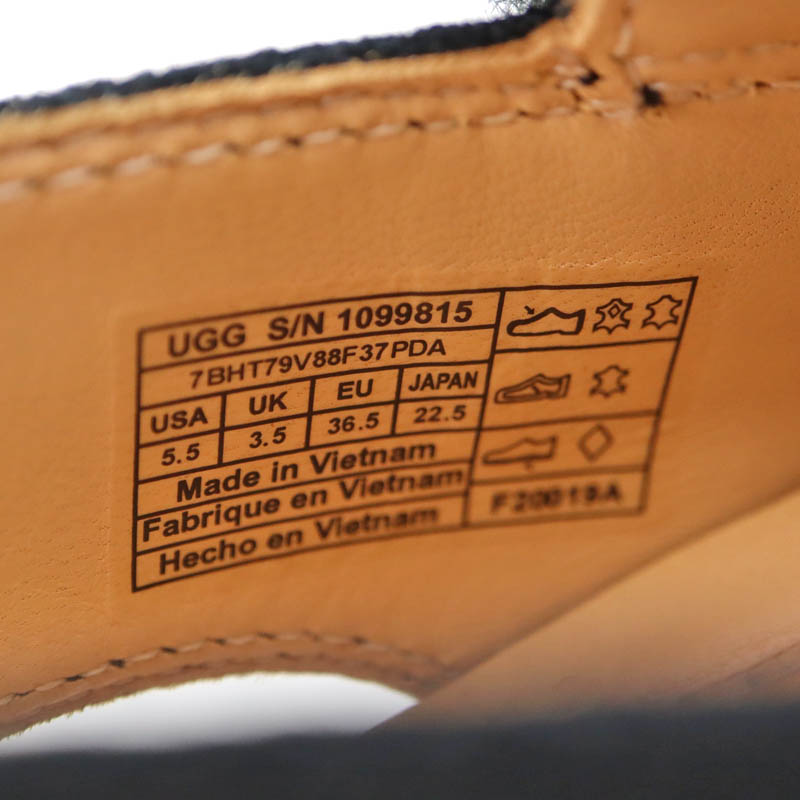 UGG S/N 1099815
7BHT79V88F37PDA
USA UK EU JAPAN
5.5 3.5 36.5 22.5
Made in Vietnam
Fabrique en Vietnam
Hecho en Vietnam
F20019A